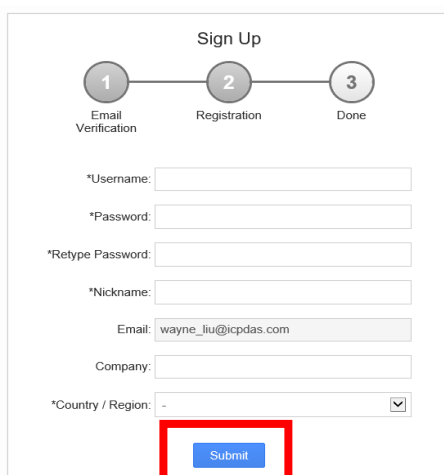 Sign Up
1 2 3
Email Verification Registration Done
*Username:
*Password:
*Retype Password:
*Nickname:
Email: wayne_liu@icpdas.com
Company:
*Country / Region: -
Submit